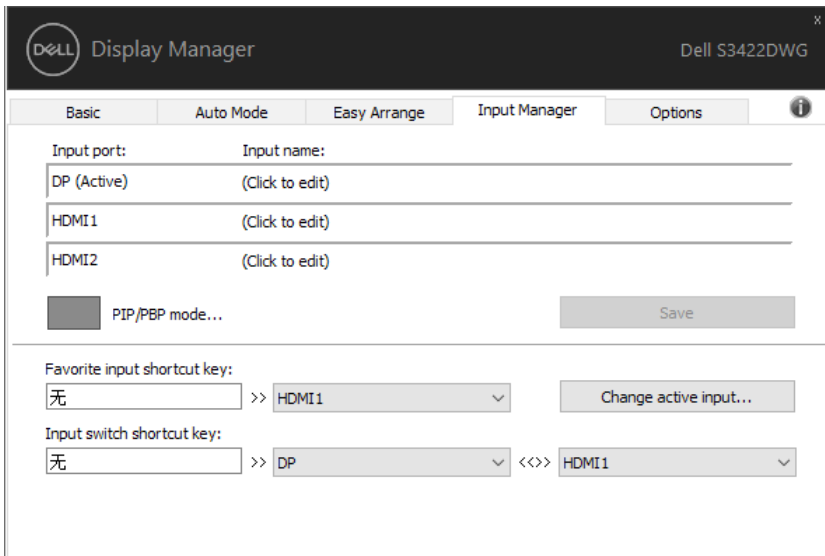 x
DELL Display Manager Dell S3422DWG
Basic Auto Mode Easy Arrange Input Manager Options i
Input port: Input name:
DP (Active) (Click to edit)
HDMI1 (Click to edit)
HDMI2 (Click to edit)
PIP/PBP mode... Save
Favorite input shortcut key:
无 >> HDMI1 Change active input...
Input switch shortcut key:
无 >> DP <<>> HDMI1